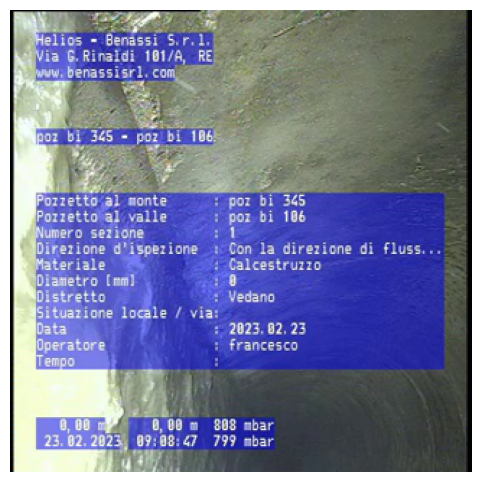 Helios - Benassi S.r.l.
Via G.Rinaldi 101/A, RE
www.benassisrl.com
poz bi 345 - poz bi 106
Pozzetto al monte : poz bi 345
Pozzetto al valle : poz bi 106
Numero sezione : 1
Direzione d'ispezione : Con la direzione di fluss...
Materiale : Calcestruzzo
Diametro [mm] : 0
Distretto : Vedano
Situazione locale / via:
Data : 2023.02.23
Operatore : francesco
Tempo :
0,00 m 0,00 m 808 mbar
23.02.2023 09:08:47 799 mbar